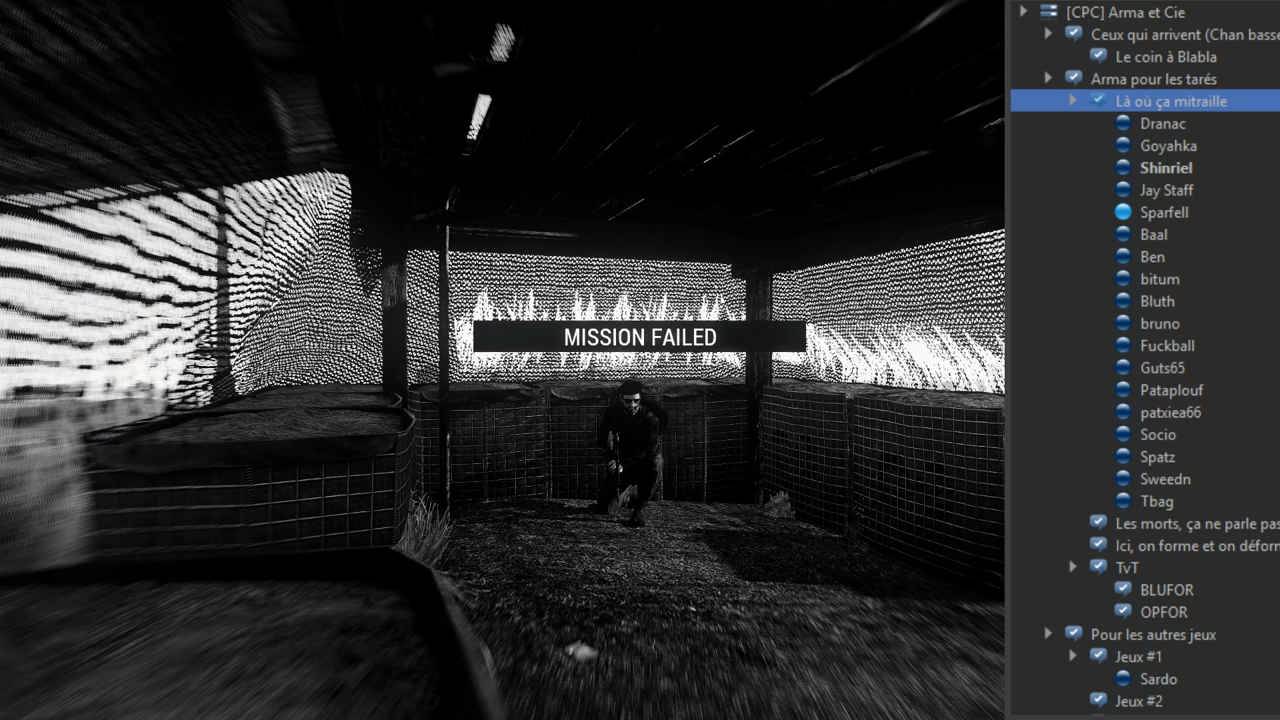 MISSION FAILED
[CPC] Arma et Cie
Ceux qui arrivent (Chan basse
Le coin à Blabla
Arma pour les tarés
Là où ça mitraille
Dranac
Goyahka
Shinriel
Jay Staff
Sparfell
Baal
Ben
bitum
Bluth
bruno
Fuckball
Guts65
Pataplouf
patxiea66
Socio
Spatz
Sweedn
Tbag
Les morts, ça ne parle pas
Ici, on forme et on déforn
TvT
BLUFOR
OPFOR
Pour les autres jeux
Jeux #1
Sardo
Jeux #2